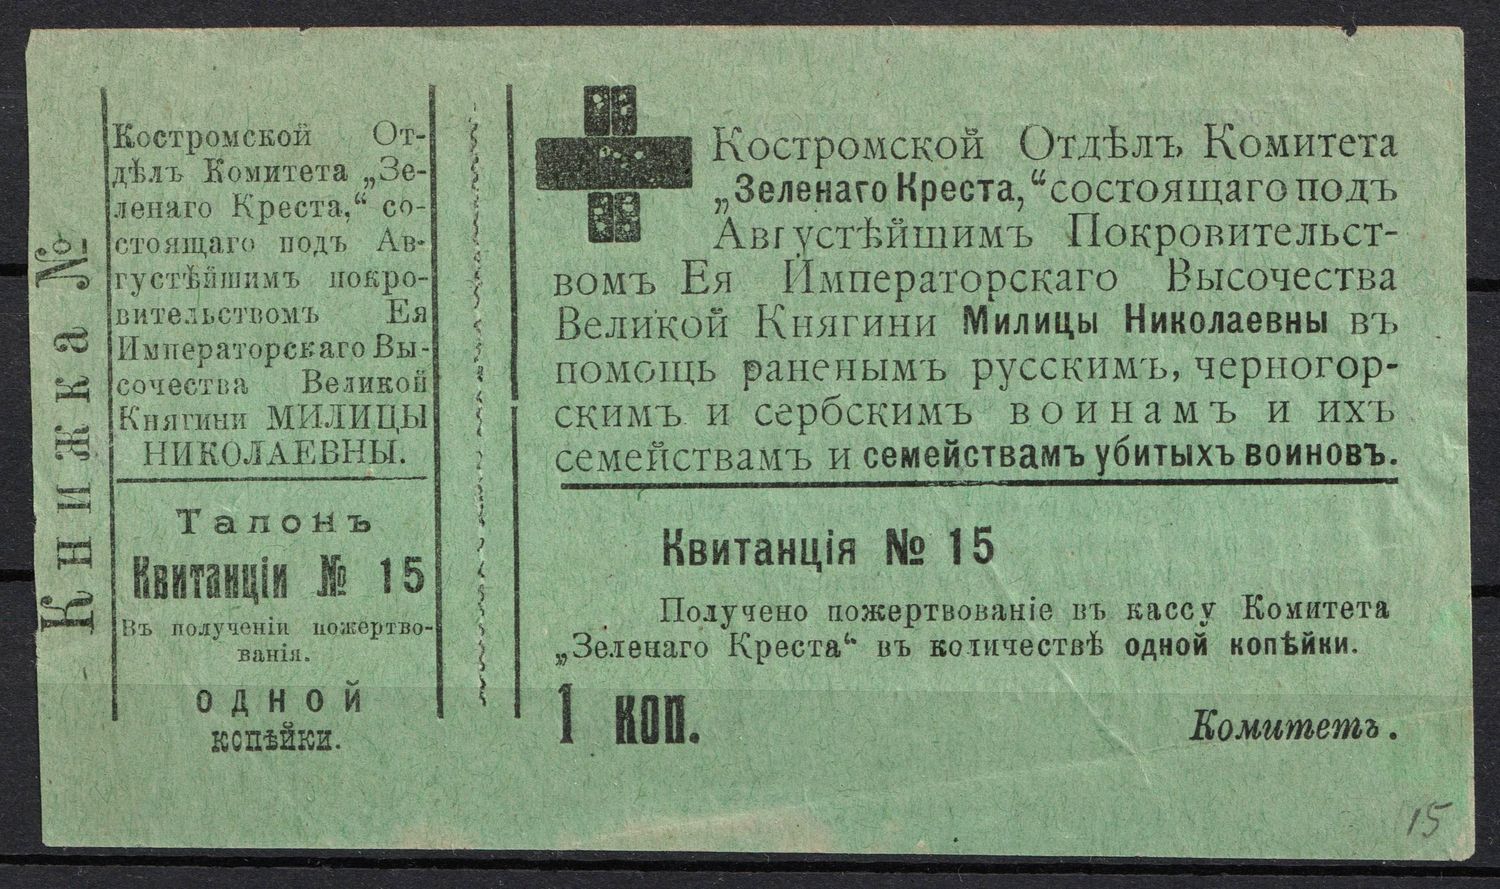 Книжка №
Костромской От-
дѣлъ Комитета „Зе-
ленаго Креста,“ со-
стоящаго подъ Ав-
густѣйшимъ покро-
вительствомъ Ея
Императорскаго Вы-
сочества Великой
Княгини МИЛИЦЫ
НИКОЛАЕВНЫ.
Талонъ
Квитанціи № 15
Въ полученіи пожертво-
ванія.
одной
копѣйки.
Костромской Отдѣлъ Комитета
„Зеленаго Креста,“ состоящаго подъ
Августѣйшимъ Покровительст-
вомъ Ея Императорскаго Высочества
Великой Княгини Милицы Николаевны въ
помощь раненымъ русскимъ, черногор-
скимъ и сербскимъ воинамъ и ихъ
семействамъ и семействамъ убитыхъ воиновъ.
Квитанція № 15
Получено пожертвованіе въ кассу Комитета
„Зеленаго Креста“ въ количествѣ одной копѣйки.
1 коп.
Комитетъ.
15